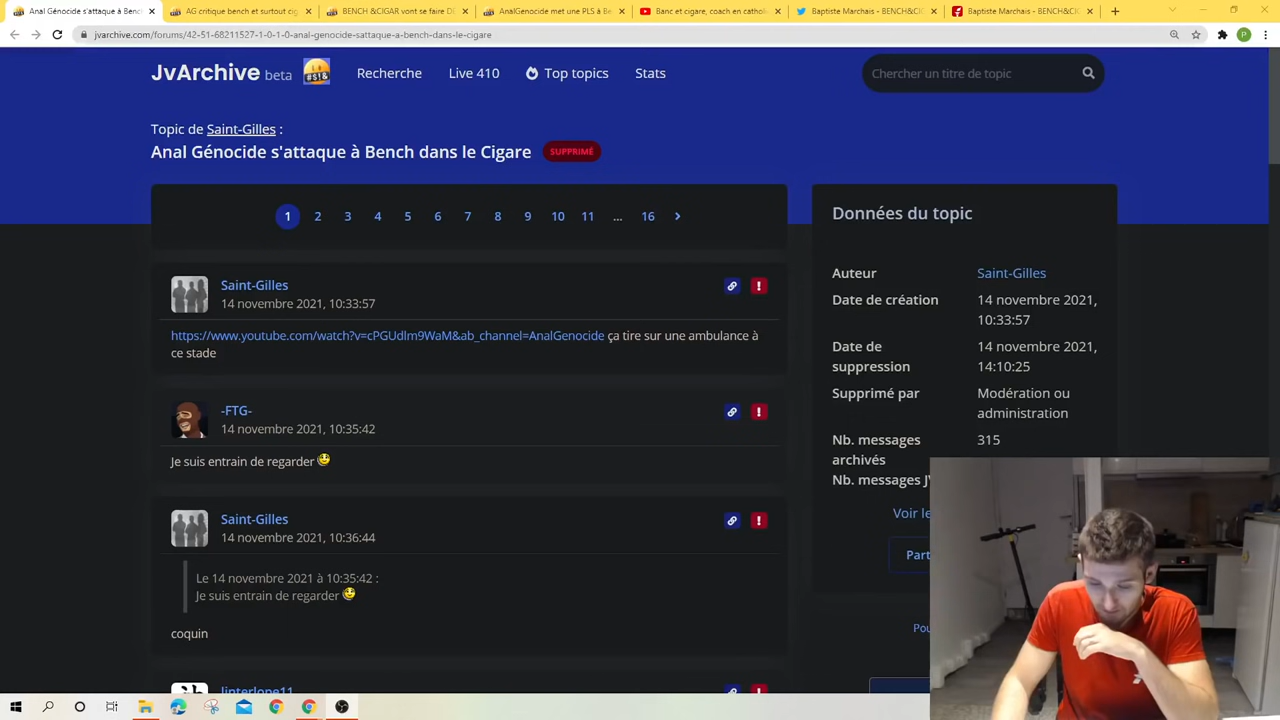 Anal Génocide s'attaque à Bench
AG critique bench et surtout cig
BENCH &CIGAR vont se faire DE
AnalGenocide met une PLS à Be
Banc et cigare, coach en catholi
Baptiste Marchais - BENCH&CIG
Baptiste Marchais - BENCH&CIG
jvarchive.com/forums/42-51-68211527-1-0-1-0-anal-genocide-sattaque-a-bench-dans-le-cigare
P
JvArchive beta
Recherche
Live 410
Top topics
Stats
Chercher un titre de topic
Topic de Saint-Gilles :
Anal Génocide s'attaque à Bench dans le Cigare SUPPRIMÉ
1 2 3 4 5 6 7 8 9 10 11 ... 16
Saint-Gilles
14 novembre 2021, 10:33:57
https://www.youtube.com/watch?v=cPGUdlm9WaM&ab_channel=AnalGenocide ça tire sur une ambulance à
ce stade
-FTG-
14 novembre 2021, 10:35:42
Je suis entrain de regarder
Saint-Gilles
14 novembre 2021, 10:36:44
Le 14 novembre 2021 à 10:35:42 :
Je suis entrain de regarder
coquin
linterlope11
Données du topic
Auteur
Saint-Gilles
Date de création
14 novembre 2021,
10:33:57
Date de
suppression
14 novembre 2021,
14:10:25
Supprimé par
Modération ou
administration
Nb. messages
archivés
315
Nb. messages J
Voir le
Part
Pou